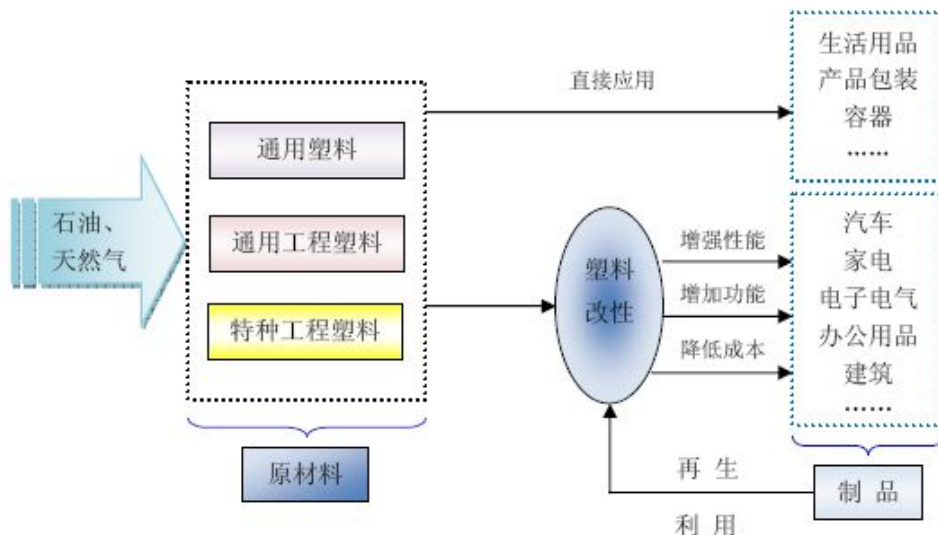 石油、
天然气
通用塑料
通用工程塑料
特种工程塑料
原材料
直接应用
塑料
改性
增强性能
增加功能
降低成本
生活用品
产品包装
容器
……
汽车
家电
电子电气
办公用品
建筑
……
制 品
再 生
利 用